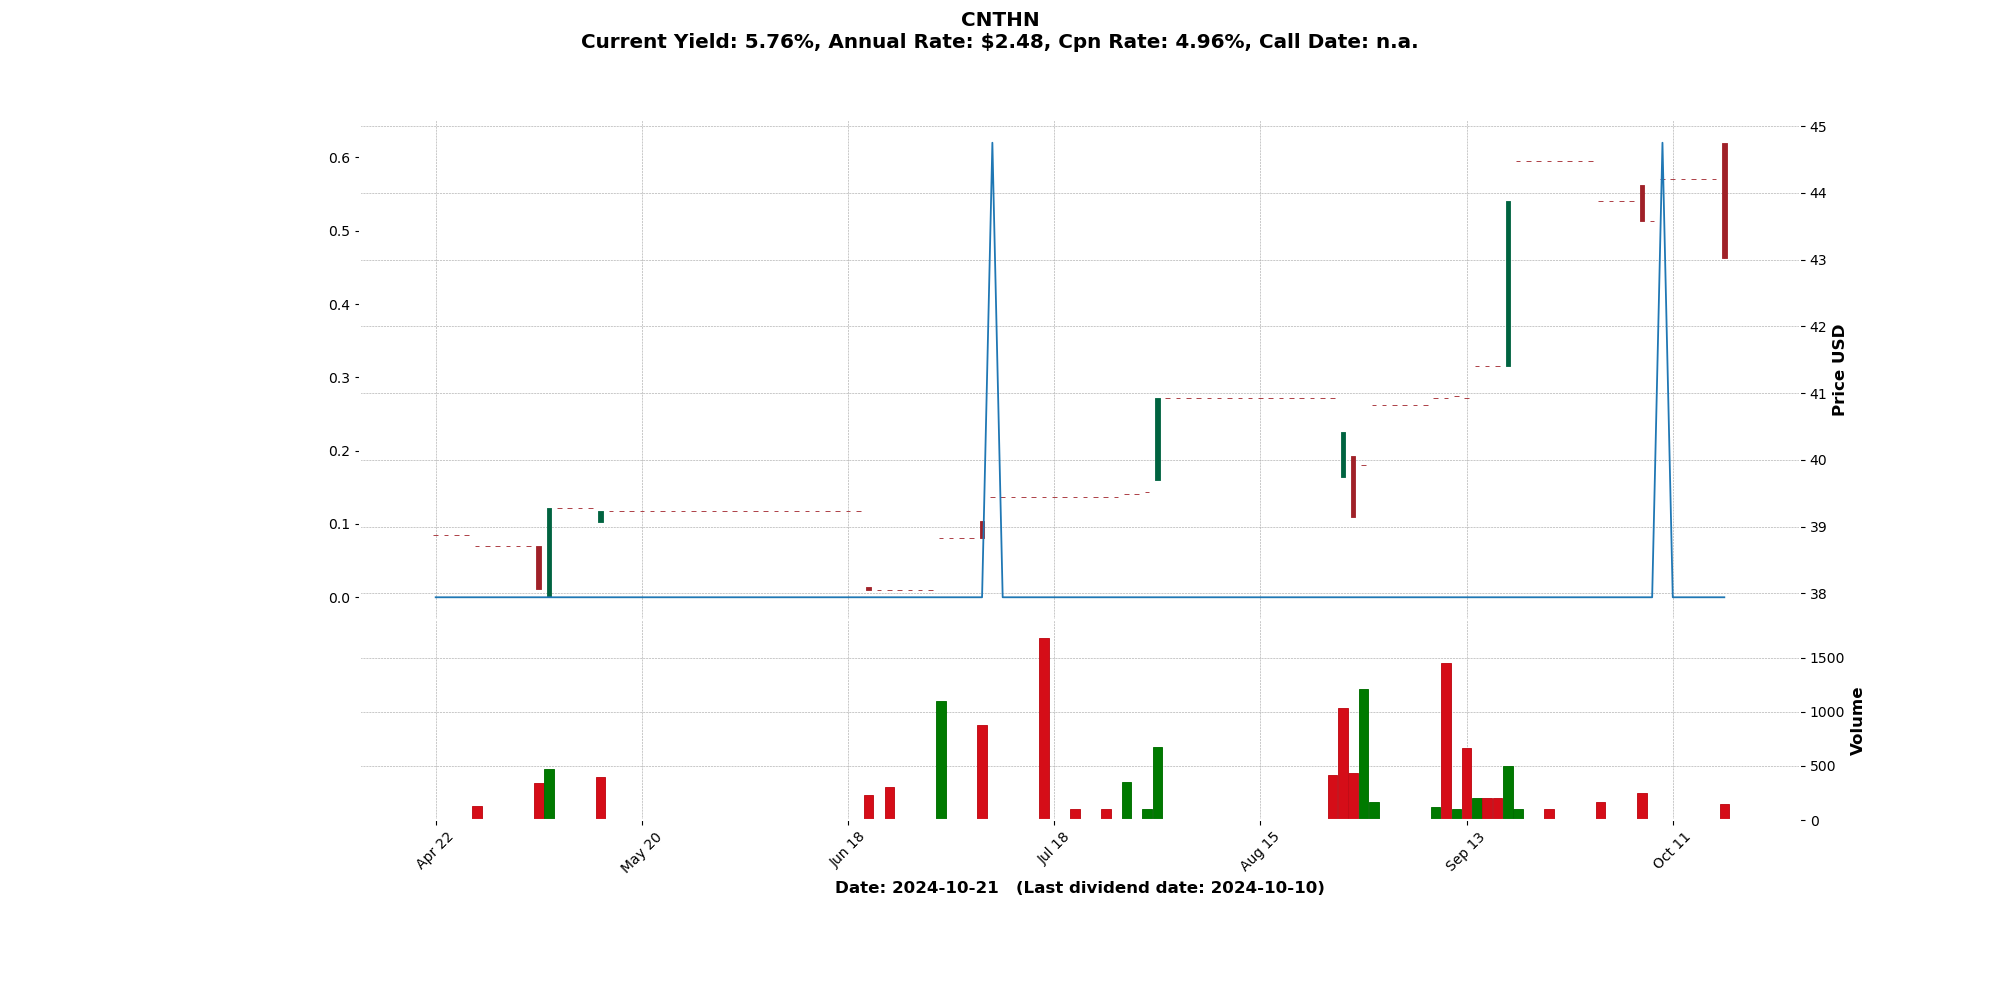 CNTHN
Current Yield: 5.76%, Annual Rate: $2.48, Cpn Rate: 4.96%, Call Date: n.a.
0.6
0.5
0.4
0.3
0.2
0.1
0.0
45
44
43
42
41
40
39
38
Price USD
1500
1000
500
0
Volume
Apr 22
May 20
Jun 18
Jul 18
Aug 15
Sep 13
Oct 11
Date: 2024-10-21 (Last dividend date: 2024-10-10)